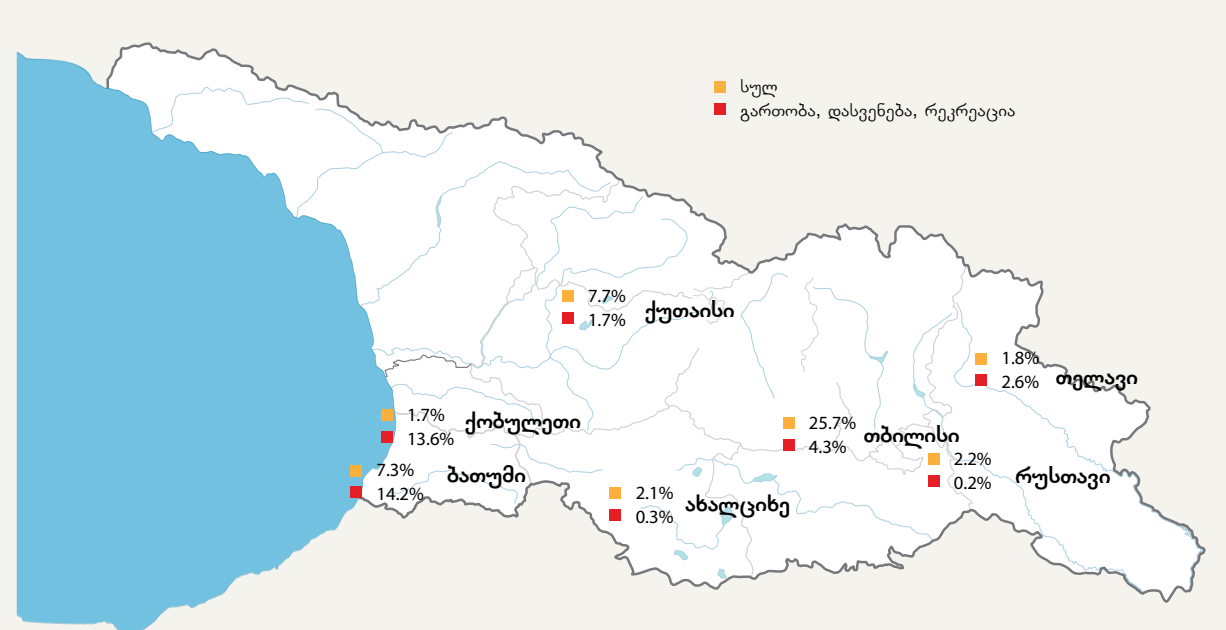 სულ
გართობა, დასვენება, რეკრეაცია
7.7%
1.7%
ქუთაისი
1.8%
2.6%
თელავი
1.7%
13.6%
ქობულეთი
25.7%
4.3%
თბილისი
7.3%
14.2%
ბათუმი
2.2%
0.2%
რუსთავი
2.1%
0.3%
ახალციხე